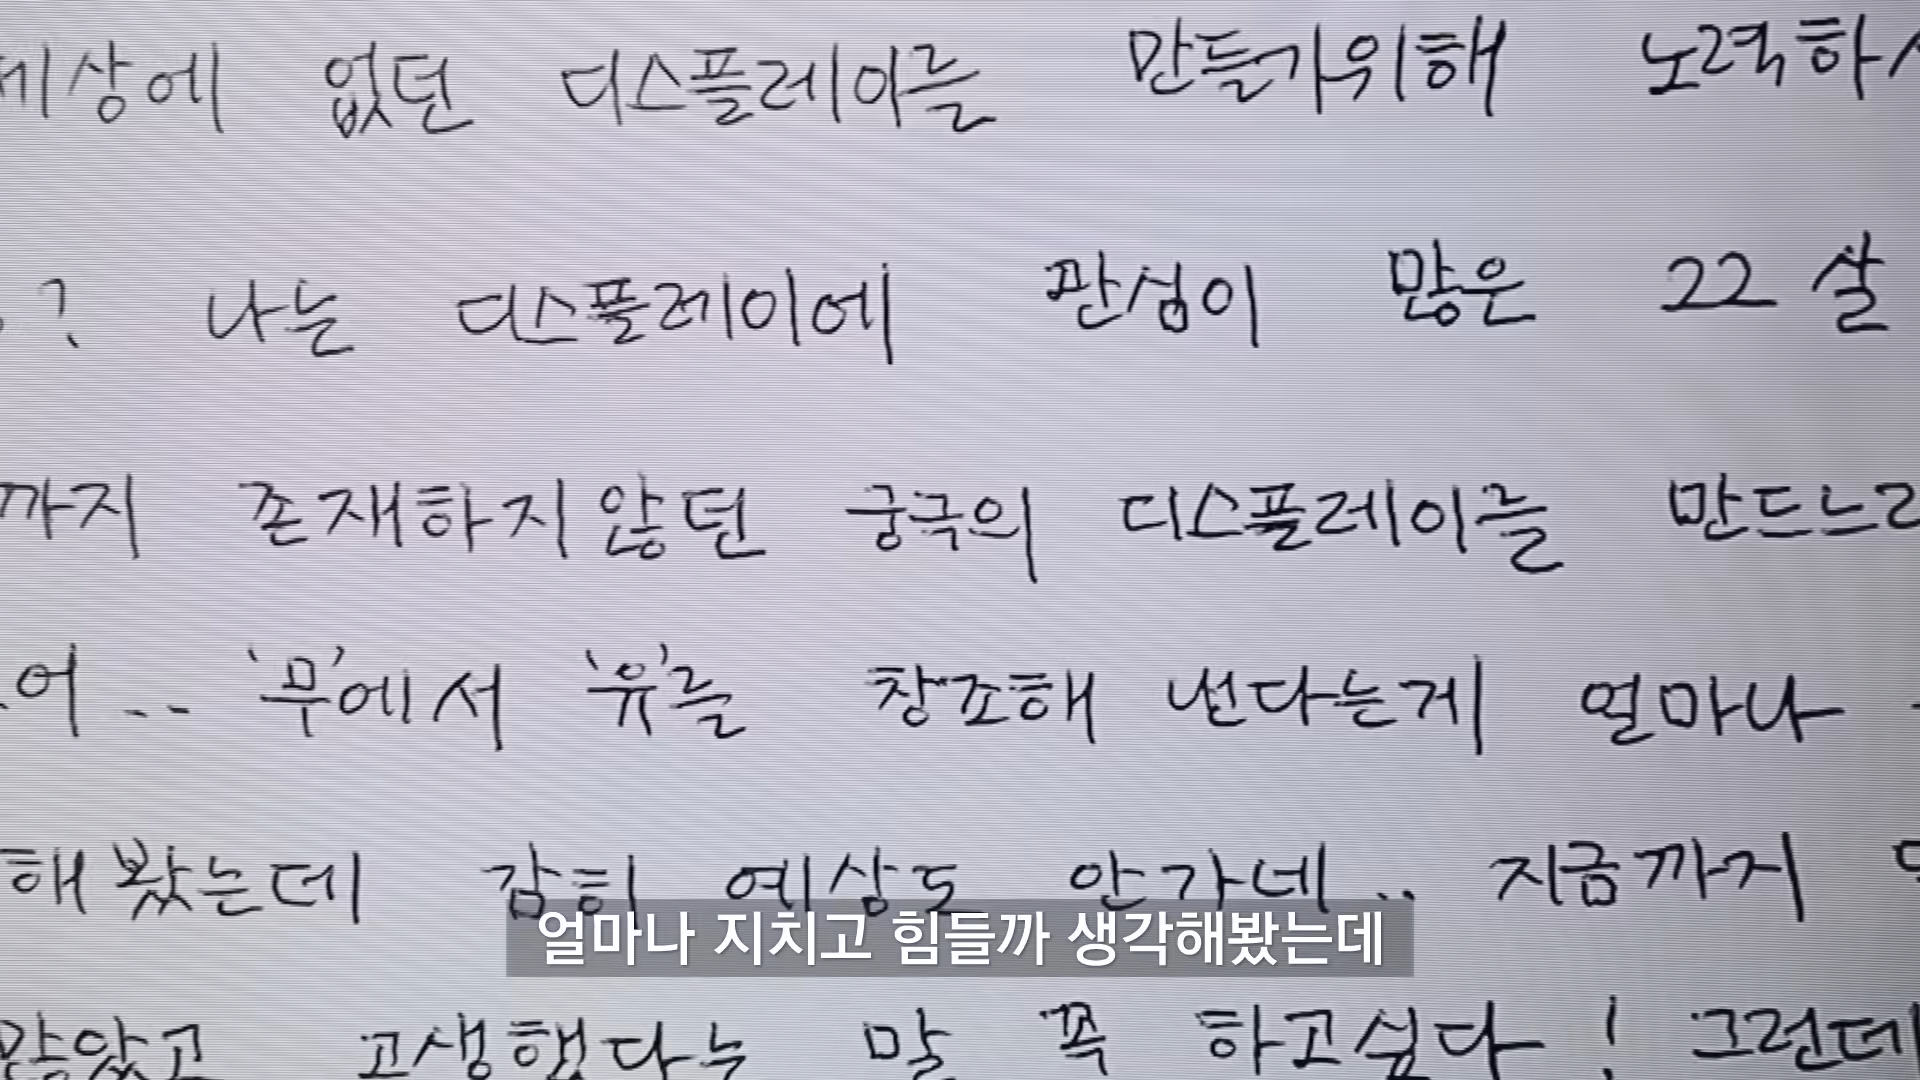 세상에 없던 디스플레이를 만들기위해 노력하
? 나는 디스플레이에 관심이 많은 22살
까지 존재하지않던 궁극의 디스플레이를 만드느라
어.. '무'에서 '유'를 창조해 낸다는게 얼마나
해봤는데 감히 예상도 안가네.. 지금까지
얼마나 지치고 힘들까 생각해봤는데
많았고 고생했다는 말 꼭 하고싶다! 그런데